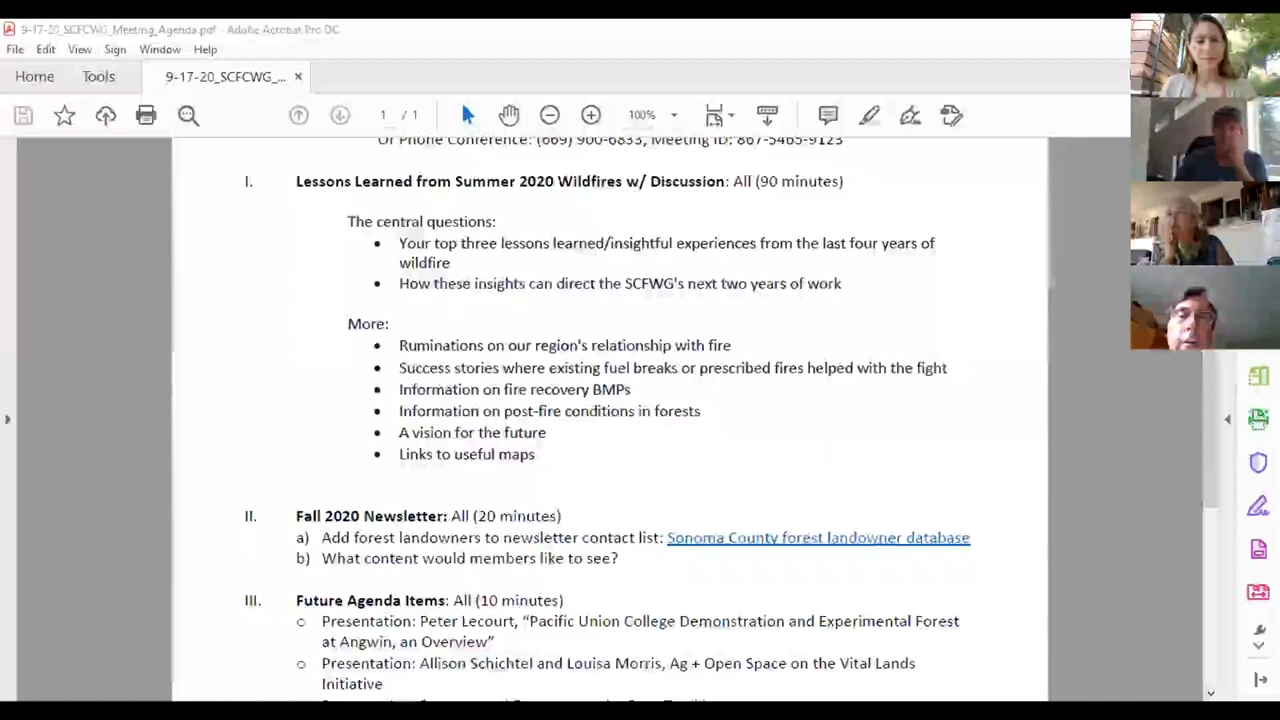 9-17-20_SCFCWG_Meeting_Agenda.pdf - Adobe Acrobat Pro DC
File Edit View Sign Window Help
Home Tools 9-17-20_SCFCWG_... ×
1 / 1 100%
Or Phone Conference: (669) 900-6833, Meeting ID: 867-5465-9123
I. Lessons Learned from Summer 2020 Wildfires w/ Discussion: All (90 minutes)
The central questions:
• Your top three lessons learned/insightful experiences from the last four years of
wildfire
• How these insights can direct the SCFWG's next two years of work
More:
• Ruminations on our region's relationship with fire
• Success stories where existing fuel breaks or prescribed fires helped with the fight
• Information on fire recovery BMPs
• Information on post-fire conditions in forests
• A vision for the future
• Links to useful maps
II. Fall 2020 Newsletter: All (20 minutes)
a) Add forest landowners to newsletter contact list: Sonoma County forest landowner database
b) What content would members like to see?
III. Future Agenda Items: All (10 minutes)
o Presentation: Peter Lecourt, “Pacific Union College Demonstration and Experimental Forest
at Angwin, an Overview”
o Presentation: Allison Schichtel and Louisa Morris, Ag + Open Space on the Vital Lands
Initiative